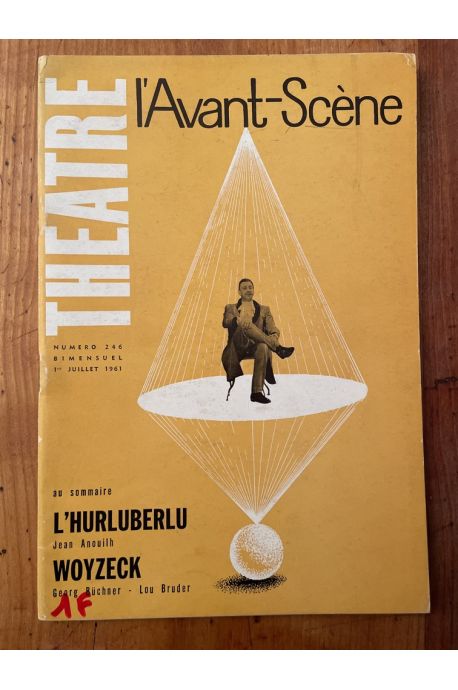 THEATRE
l'Avant-Scène
NUMERO 246
BIMENSUEL
1er JUILLET 1961
au sommaire
L'HURLUBERLU
Jean Anouilh
WOYZECK
Georg Büchner - Lou Bruder
1F